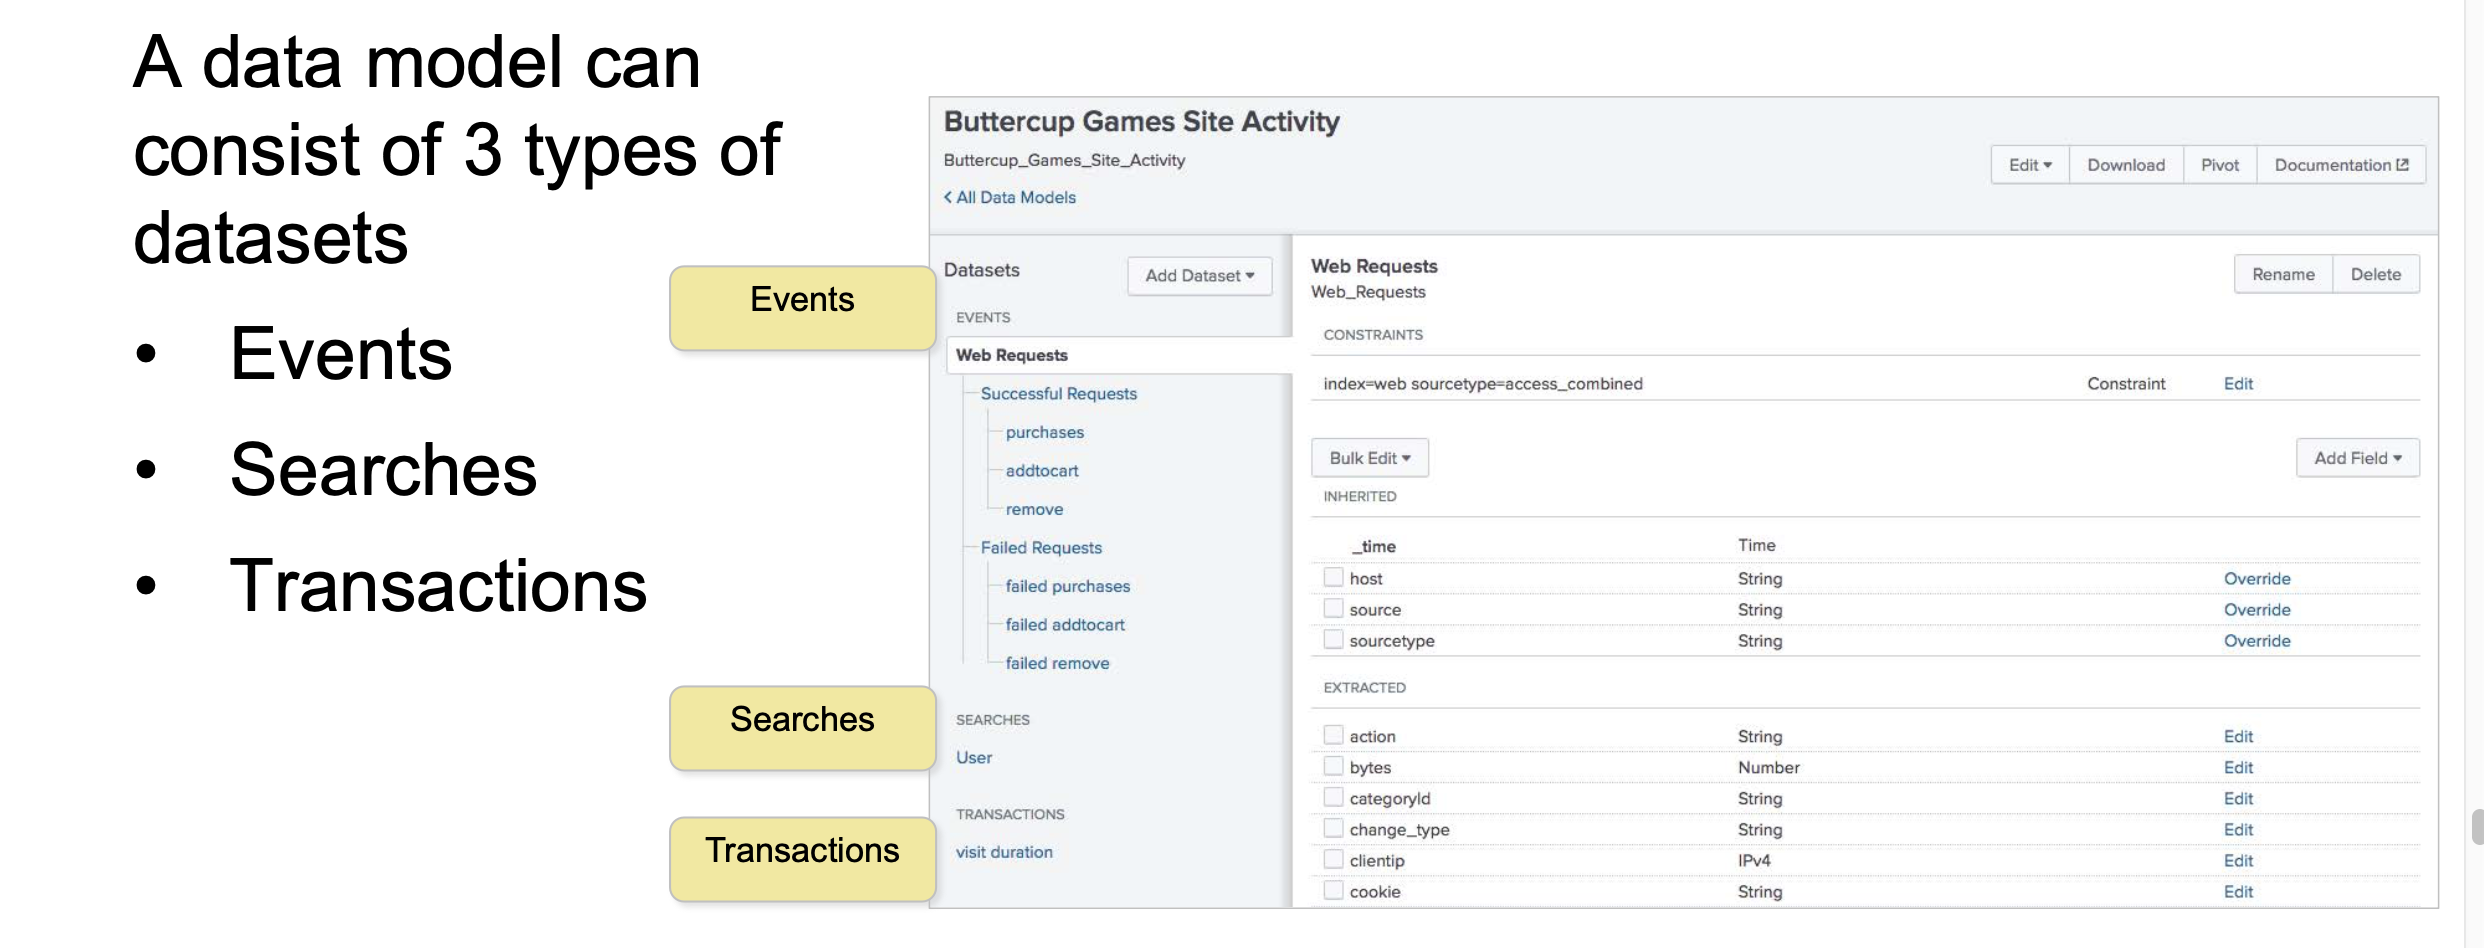 A data model can
consist of 3 types of
datasets
• Events
• Searches
• Transactions
Events
Searches
Transactions
Buttercup Games Site Activity
Buttercup_Games_Site_Activity
< All Data Models
Edit Download Pivot Documentation
Datasets Add Dataset
EVENTS
Web Requests
Successful Requests
purchases
addtocart
remove
Failed Requests
failed purchases
failed addtocart
failed remove
SEARCHES
User
TRANSACTIONS
visit duration
Web Requests
Web_Requests
Rename Delete
CONSTRAINTS
index=web sourcetype=access_combined Constraint Edit
Bulk Edit Add Field
INHERITED
_time Time
host String Override
source String Override
sourcetype String Override
EXTRACTED
action String Edit
bytes Number Edit
categoryId String Edit
change_type String Edit
clientip IPv4 Edit
cookie String Edit